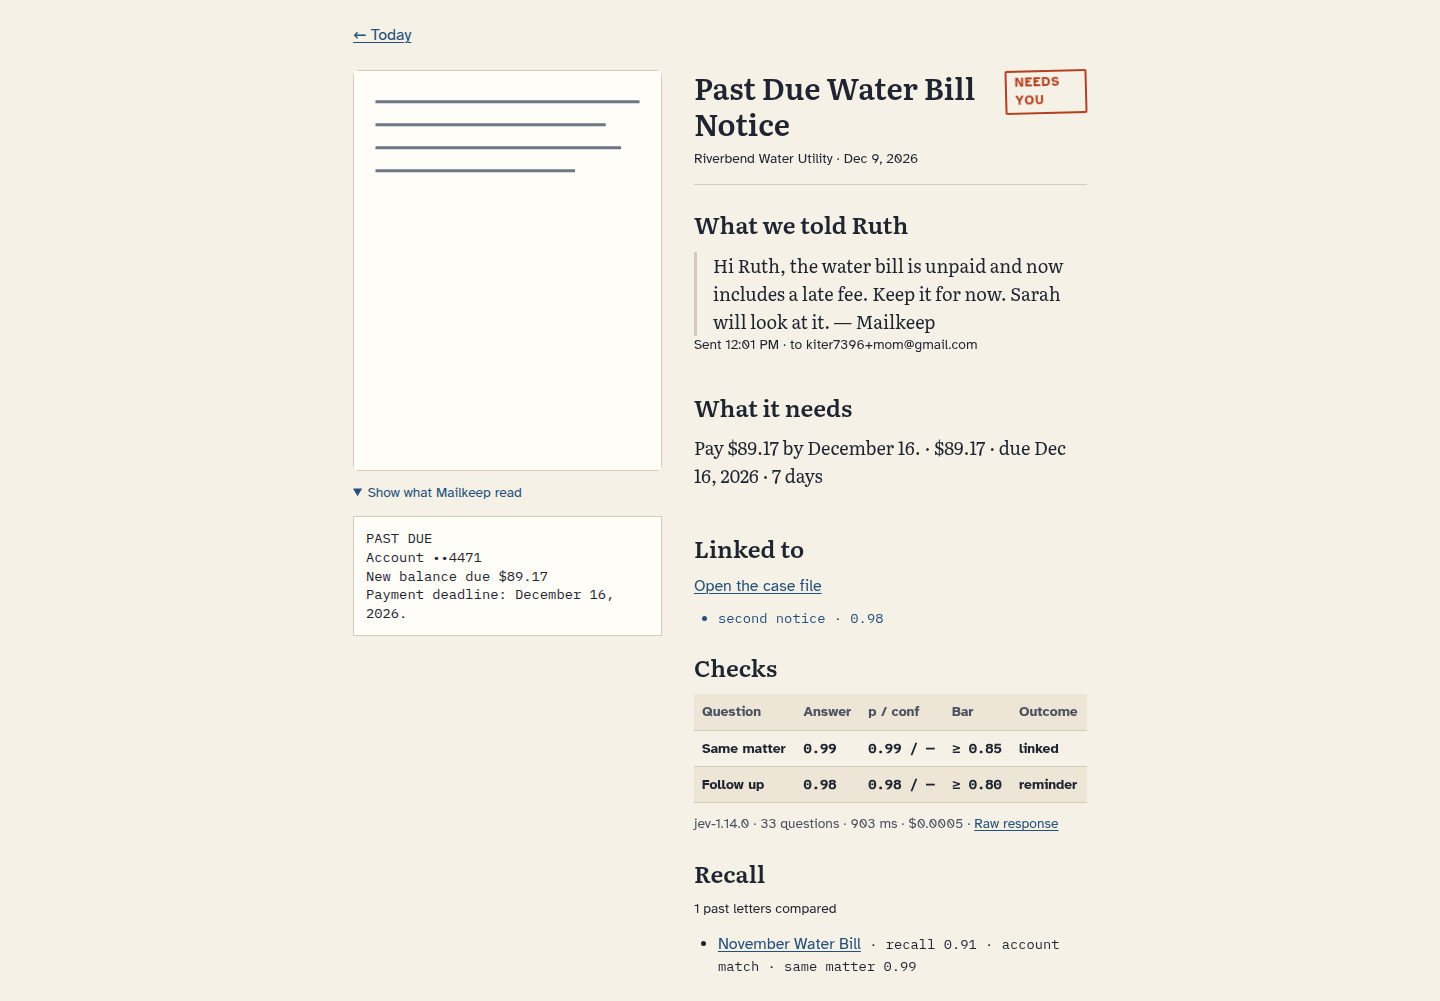 ← Today
Past Due Water Bill
Notice
NEEDS
YOU
Riverbend Water Utility · Dec 9, 2026
What we told Ruth
Hi Ruth, the water bill is unpaid and now
includes a late fee. Keep it for now. Sarah
will look at it. — Mailkeep
Sent 12:01 PM · to kiter7396+mom@gmail.com
What it needs
Pay $89.17 by December 16. · $89.17 · due Dec
16, 2026 · 7 days
▼ Show what Mailkeep read
PAST DUE
Account ••4471
New balance due $89.17
Payment deadline: December 16,
2026.
Linked to
Open the case file
• second notice · 0.98
Checks
Question Answer p / conf Bar Outcome
Same matter 0.99 0.99 / — ≥ 0.85 linked
Follow up 0.98 0.98 / — ≥ 0.80 reminder
jev-1.14.0 · 33 questions · 903 ms · $0.0005 · Raw response
Recall
1 past letters compared
• November Water Bill · recall 0.91 · account
match · same matter 0.99